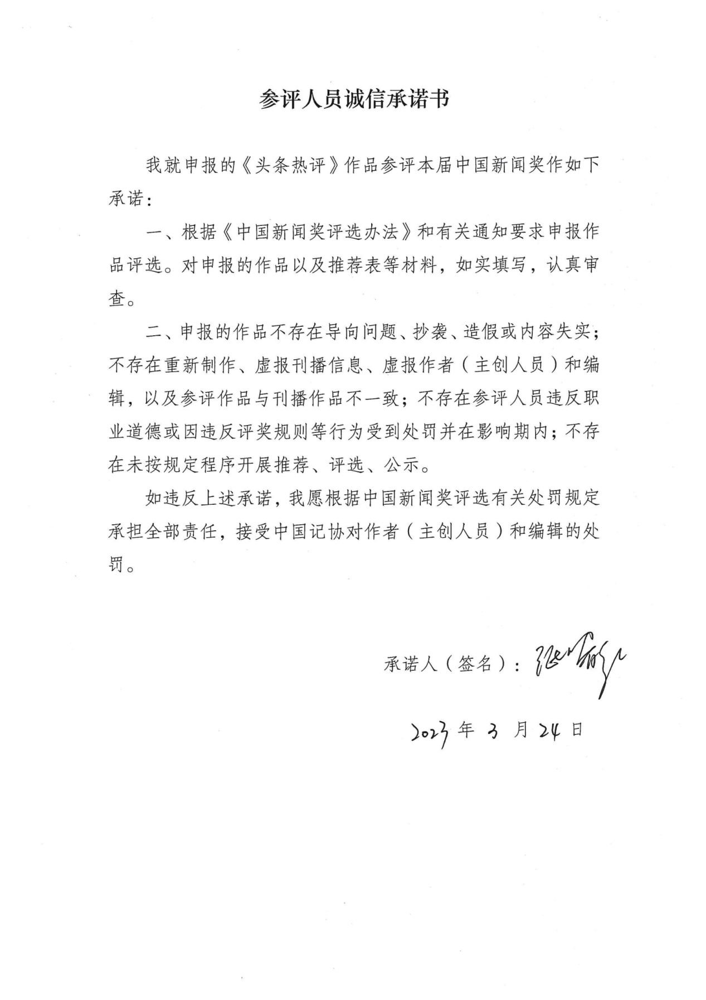 参评人员诚信承诺书
我就申报的《头条热评》作品参评本届中国新闻奖作如下
承诺：
一、根据《中国新闻奖评选办法》和有关通知要求申报作
品评选。对申报的作品以及推荐表等材料，如实填写，认真审
查。
二、申报的作品不存在导向问题、抄袭、造假或内容失实；
不存在重新制作、虚报刊播信息、虚报作者（主创人员）和编
辑，以及参评作品与刊播作品不一致；不存在参评人员违反职
业道德或因违反评奖规则等行为受到处罚并在影响期内；不存
在未按规定程序开展推荐、评选、公示。
如违反上述承诺，我愿根据中国新闻奖评选有关处罚规定
承担全部责任，接受中国记协对作者（主创人员）和编辑的处
罚。
承诺人（签名）：
2023 年 3 月 24 日